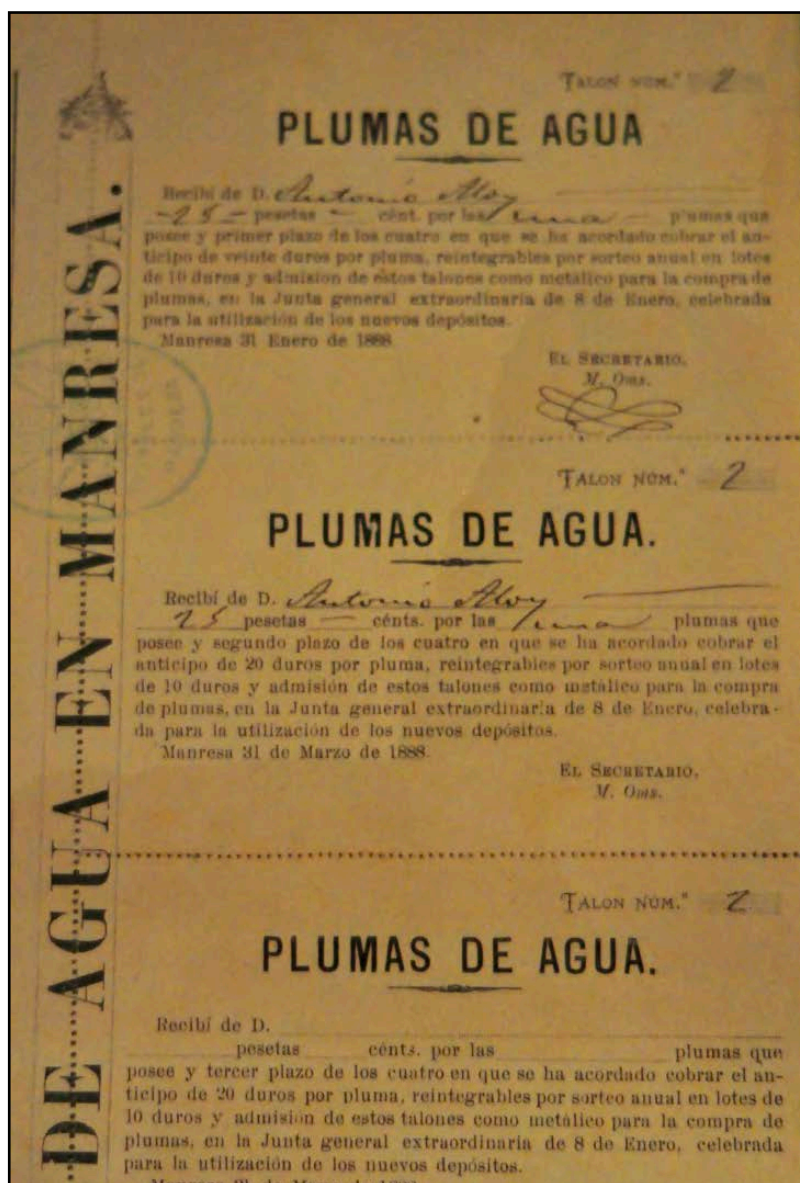 TALON NUM.° 2
PLUMAS DE AGUA
Recibí de D. Antonio Aloy
-25- pesetas — cént. por las una — plumas que
posee y primer plazo de los cuatro en que se ha acordado cobrar el an-
ticipo de veinte duros por pluma, reintegrables por sorteo anual en lotes
de 10 duros y admisión de estos talones como metálico para la compra de
plumas, en la Junta general extraordinaria de 8 de Enero, celebrada
para la utilización de los nuevos depósitos.
Manresa 31 Enero de 1888
EL SECRETARIO,
M. Oms.
TALON NÚM.° 2
PLUMAS DE AGUA.
Recibí de D. Antonio Aloy
25 pesetas — cénts. por las una plumas que
posee y segundo plazo de los cuatro en que se ha acordado cobrar el
anticipo de 20 duros por pluma, reintegrables por sorteo anual en lotes
de 10 duros y admisión de estos talones como metálico para la compra
de plumas, en la Junta general extraordinaria de 8 de Enero, celebra-
da para la utilización de los nuevos depósitos.
Manresa 31 de Marzo de 1888.
EL SECRETARIO,
M. Oms.
TALON NÚM.° 2
PLUMAS DE AGUA.
Recibí de D.
pesetas cénts. por las plumas que
posee y tercer plazo de los cuatro en que se ha acordado cobrar el an-
ticipo de 20 duros por pluma, reintegrables por sorteo anual en lotes de
10 duros y admisión de estos talones como metálico para la compra de
plumas, en la Junta general extraordinaria de 8 de Enero, celebrada
para la utilización de los nuevos depósitos.
DE AGUA EN MANRESA.